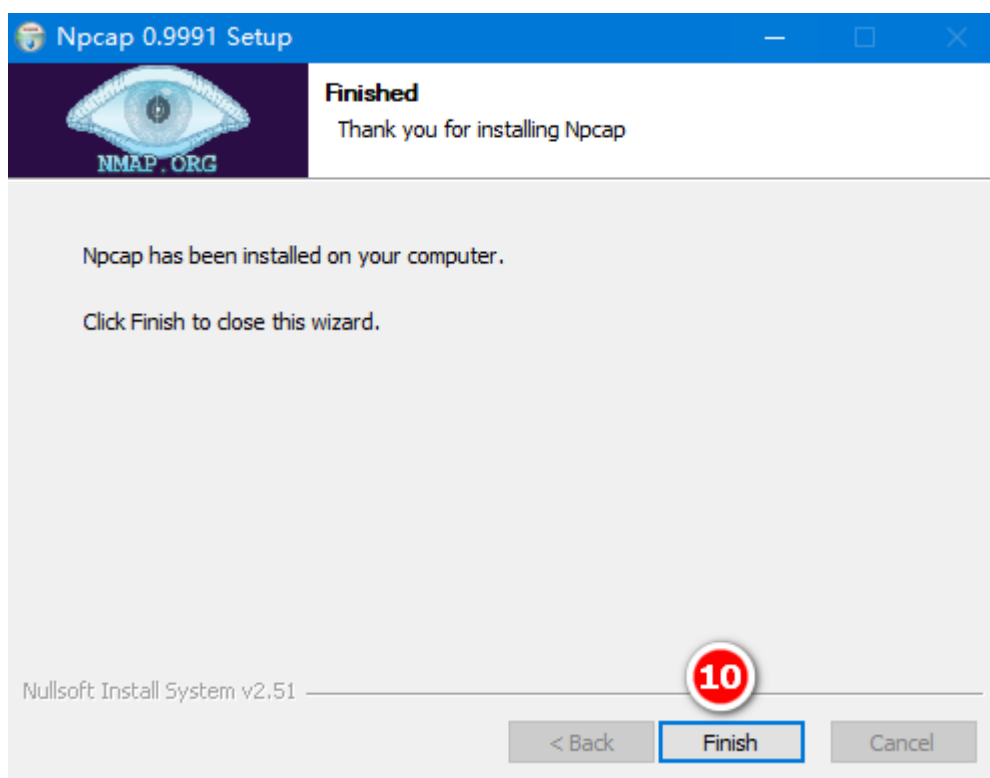 Npcap 0.9991 Setup
NMAP.ORG
Finished
Thank you for installing Npcap
Npcap has been installed on your computer.
Click Finish to close this wizard.
10
Nullsoft Install System v2.51
< Back Finish Cancel